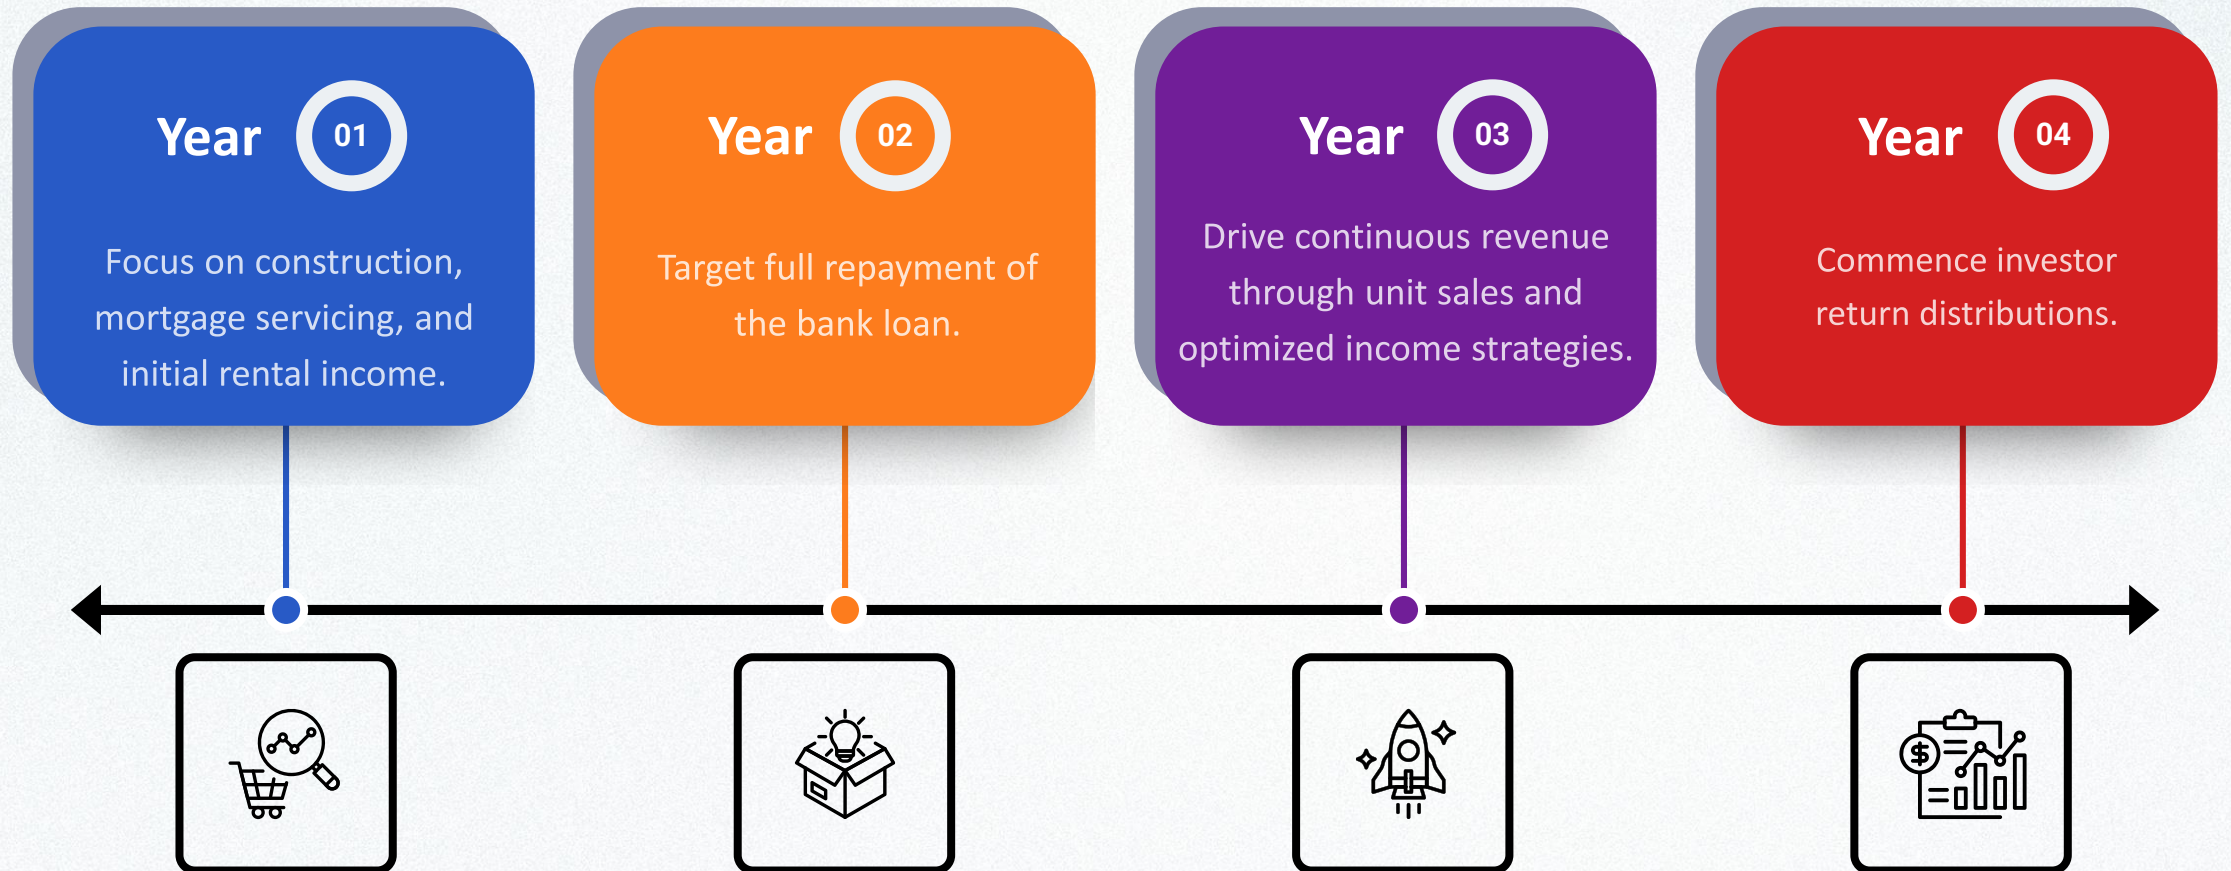 Year 01
Focus on construction,
mortgage servicing, and
initial rental income.
Year 02
Target full repayment of
the bank loan.
Year 03
Drive continuous revenue
through unit sales and
optimized income strategies.
Year 04
Commence investor
return distributions.
$